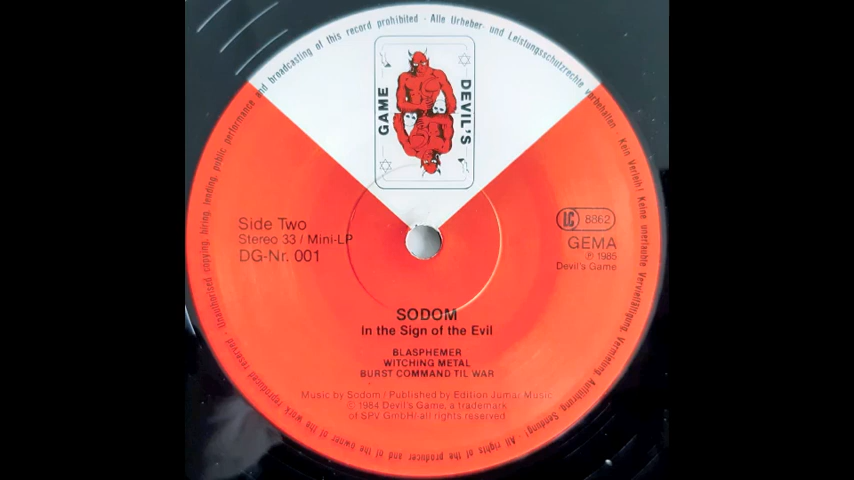 Unauthorised copying, hiring, lending, public performance and broadcasting of this record prohibited - Alle Urheber- und Leistungsschutzrechte vorbehalten - Kein Verleih! Keine unerlaubte Vervielfältigung, Vermietung, Aufführung, Sendung! All rights of the producer and of the owner of the work reproduced reserved -
GAME
DEVIL'S
Side Two
Stereo 33 / Mini-LP
DG-Nr. 001
LC 8862
GEMA
℗ 1985
Devil's Game
SODOM
In the Sign of the Evil
BLASPHEMER
WITCHING METAL
BURST COMMAND TIL WAR
Music by Sodom / Published by Edition Jumar Music
© 1984 Devil's Game, a trademark
of SPV GmbH/-all rights reserved